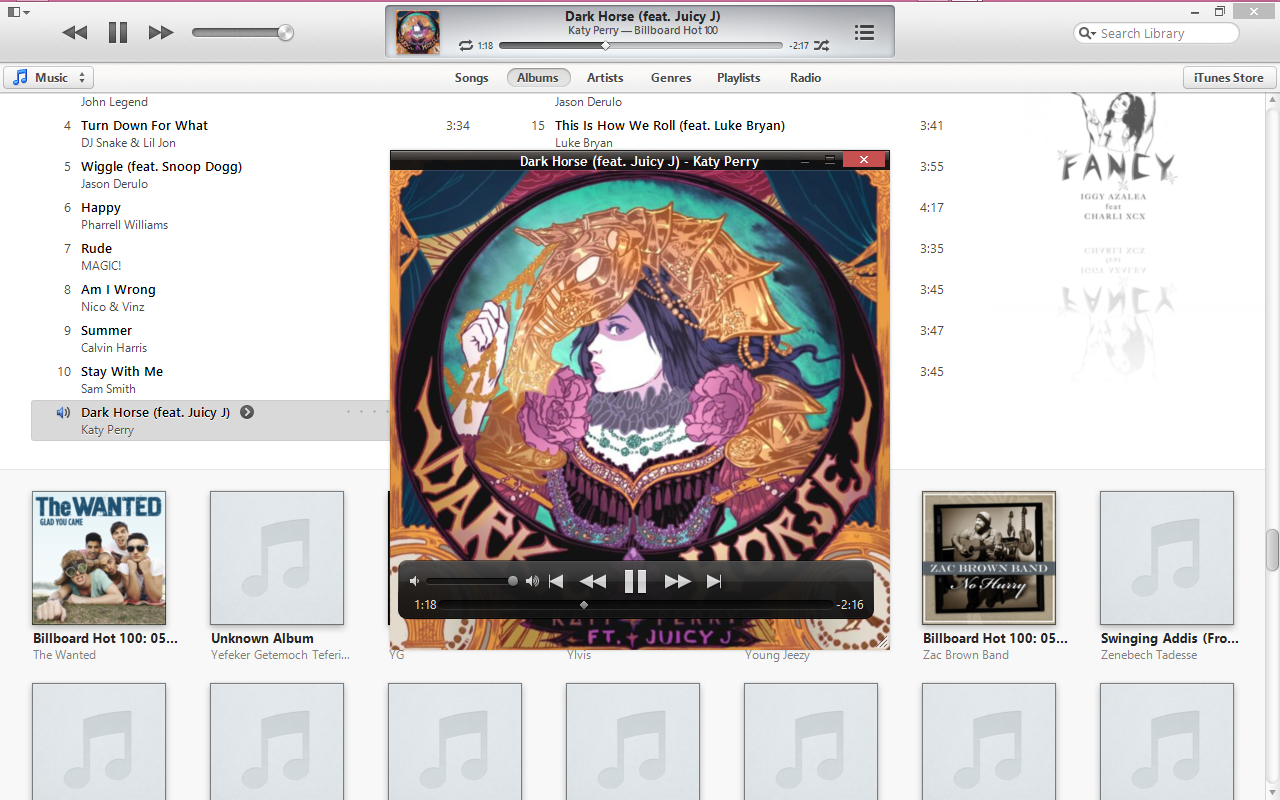 Dark Horse (feat. Juicy J)
Katy Perry — Billboard Hot 100
1:18
-2:17
Search Library
Music
Songs
Albums
Artists
Genres
Playlists
Radio
iTunes Store
John Legend
4 Turn Down For What 3:34
DJ Snake & Lil Jon
5 Wiggle (feat. Snoop Dogg)
Jason Derulo
6 Happy
Pharrell Williams
7 Rude
MAGIC!
8 Am I Wrong
Nico & Vinz
9 Summer
Calvin Harris
10 Stay With Me
Sam Smith
Dark Horse (feat. Juicy J)
Katy Perry
Jason Derulo
15 This Is How We Roll (feat. Luke Bryan) 3:41
Luke Bryan
3:55
4:17
3:35
3:45
3:47
3:45
FANCY
IGGY AZALEA
feat
CHARLI XCX
Dark Horse (feat. Juicy J) - Katy Perry
DARK HORSE
1:18
-2:16
KATY PERRY
FT. + JUICY J
The WANTED
GLAD YOU CAME
Billboard Hot 100: 05...
The Wanted
Unknown Album
Yefeker Getemoch Teferi...
YG
Ylvis
Young Jeezy
ZAC BROWN BAND
No Hurry
Billboard Hot 100: 05...
Zac Brown Band
Swinging Addis (Fro...
Zenebech Tadesse